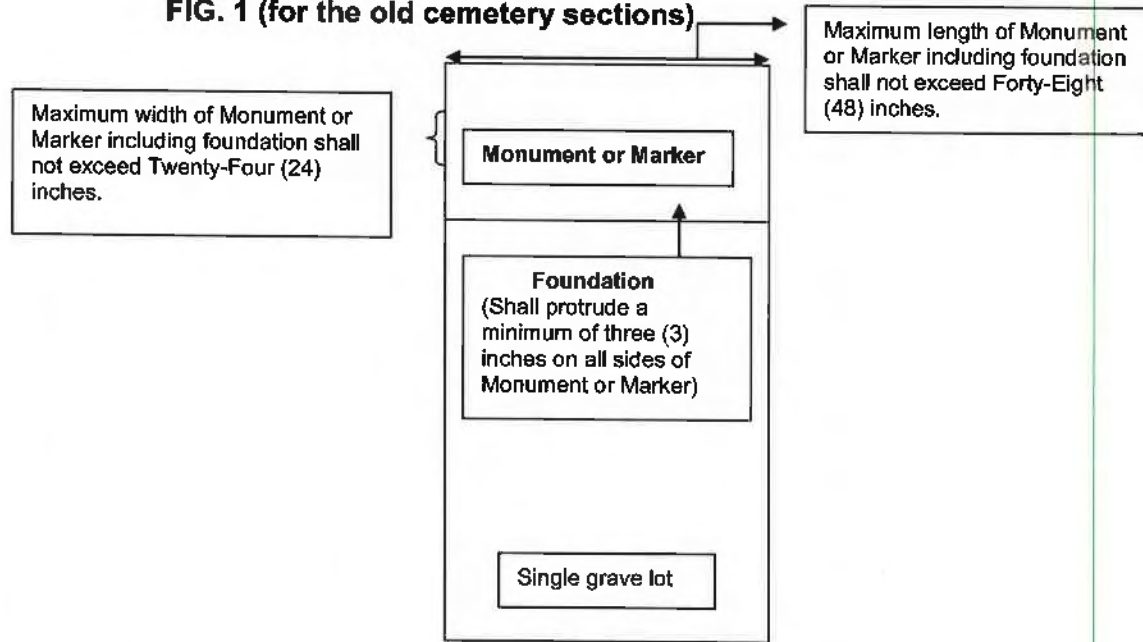 FIG. 1 (for the old cemetery sections)
Maximum length of Monument
or Marker including foundation
shall not exceed Forty-Eight
(48) inches.
Maximum width of Monument or
Marker including foundation shall
not exceed Twenty-Four (24)
inches.
Monument or Marker
Foundation
(Shall protrude a
minimum of three (3)
inches on all sides of
Monument or Marker)
Single grave lot